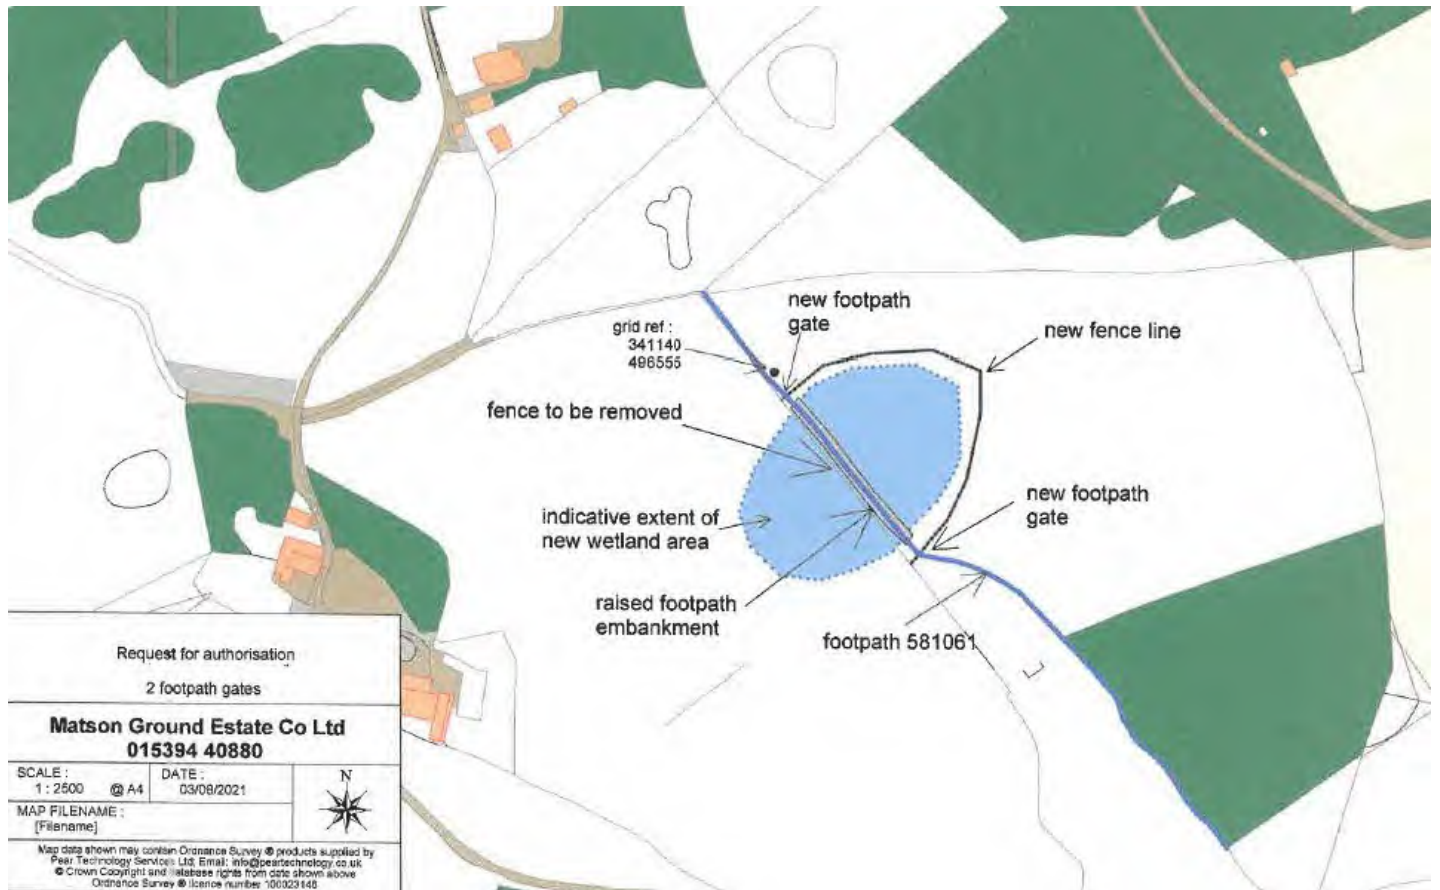 new footpath
gate
grid ref :
341140
496555
new fence line
fence to be removed
new footpath
gate
indicative extent of
new wetland area
raised footpath
embankment
footpath 581061
Request for authorisation
2 footpath gates
Matson Ground Estate Co Ltd
015394 40880
SCALE :
1 : 2500 @ A4
DATE :
03/08/2021
N
MAP FILENAME :
[Filename]
Map data shown may contain Ordnance Survey ® products supplied by
Pear Technology Services Ltd; Email: info@peartechnology.co.uk
© Crown Copyright and database rights from date shown above
Ordnance Survey ® licence number 100023148